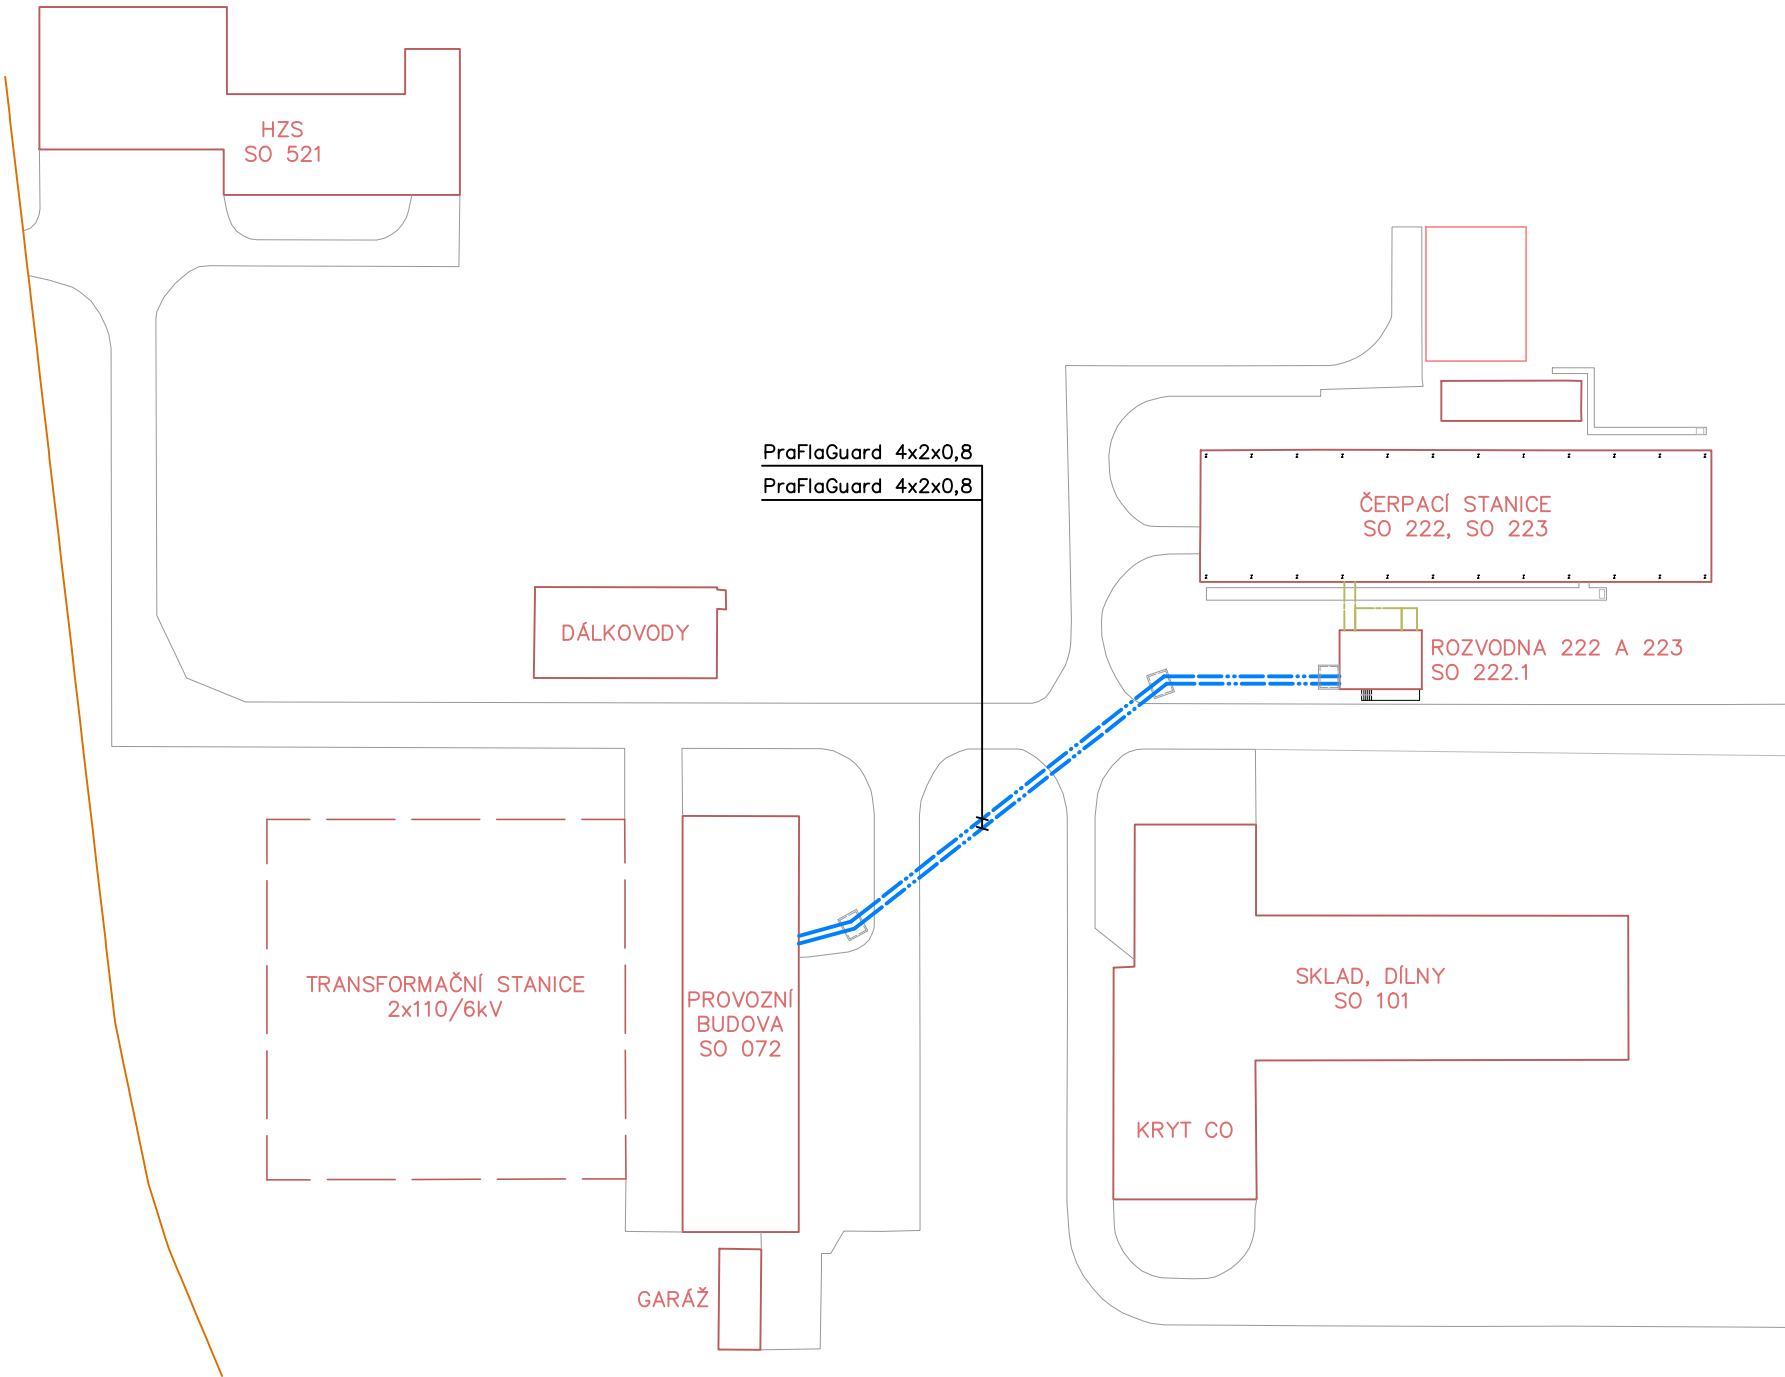 HZS
SO 521
PraFlaGuard 4x2x0,8
PraFlaGuard 4x2x0,8
ČERPACÍ STANICE
SO 222, SO 223
DÁLKOVODY
ROZVODNA 222 A 223
SO 222.1
TRANSFORMAČNÍ STANICE
2x110/6kV
PROVOZNÍ
BUDOVA
SO 072
SKLAD, DÍLNY
SO 101
KRYT CO
GARÁŽ